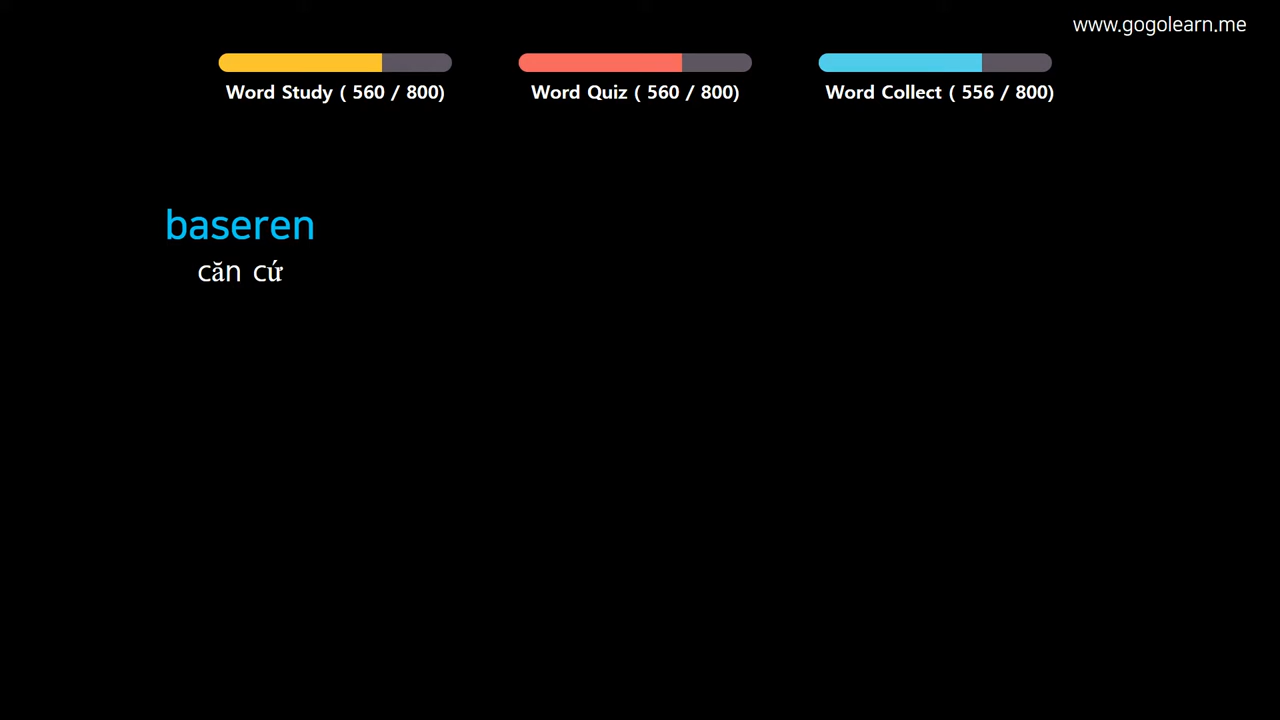 www.gogolearn.me
Word Study ( 560 / 800)
Word Quiz ( 560 / 800)
Word Collect ( 556 / 800)
baseren
căn cứ